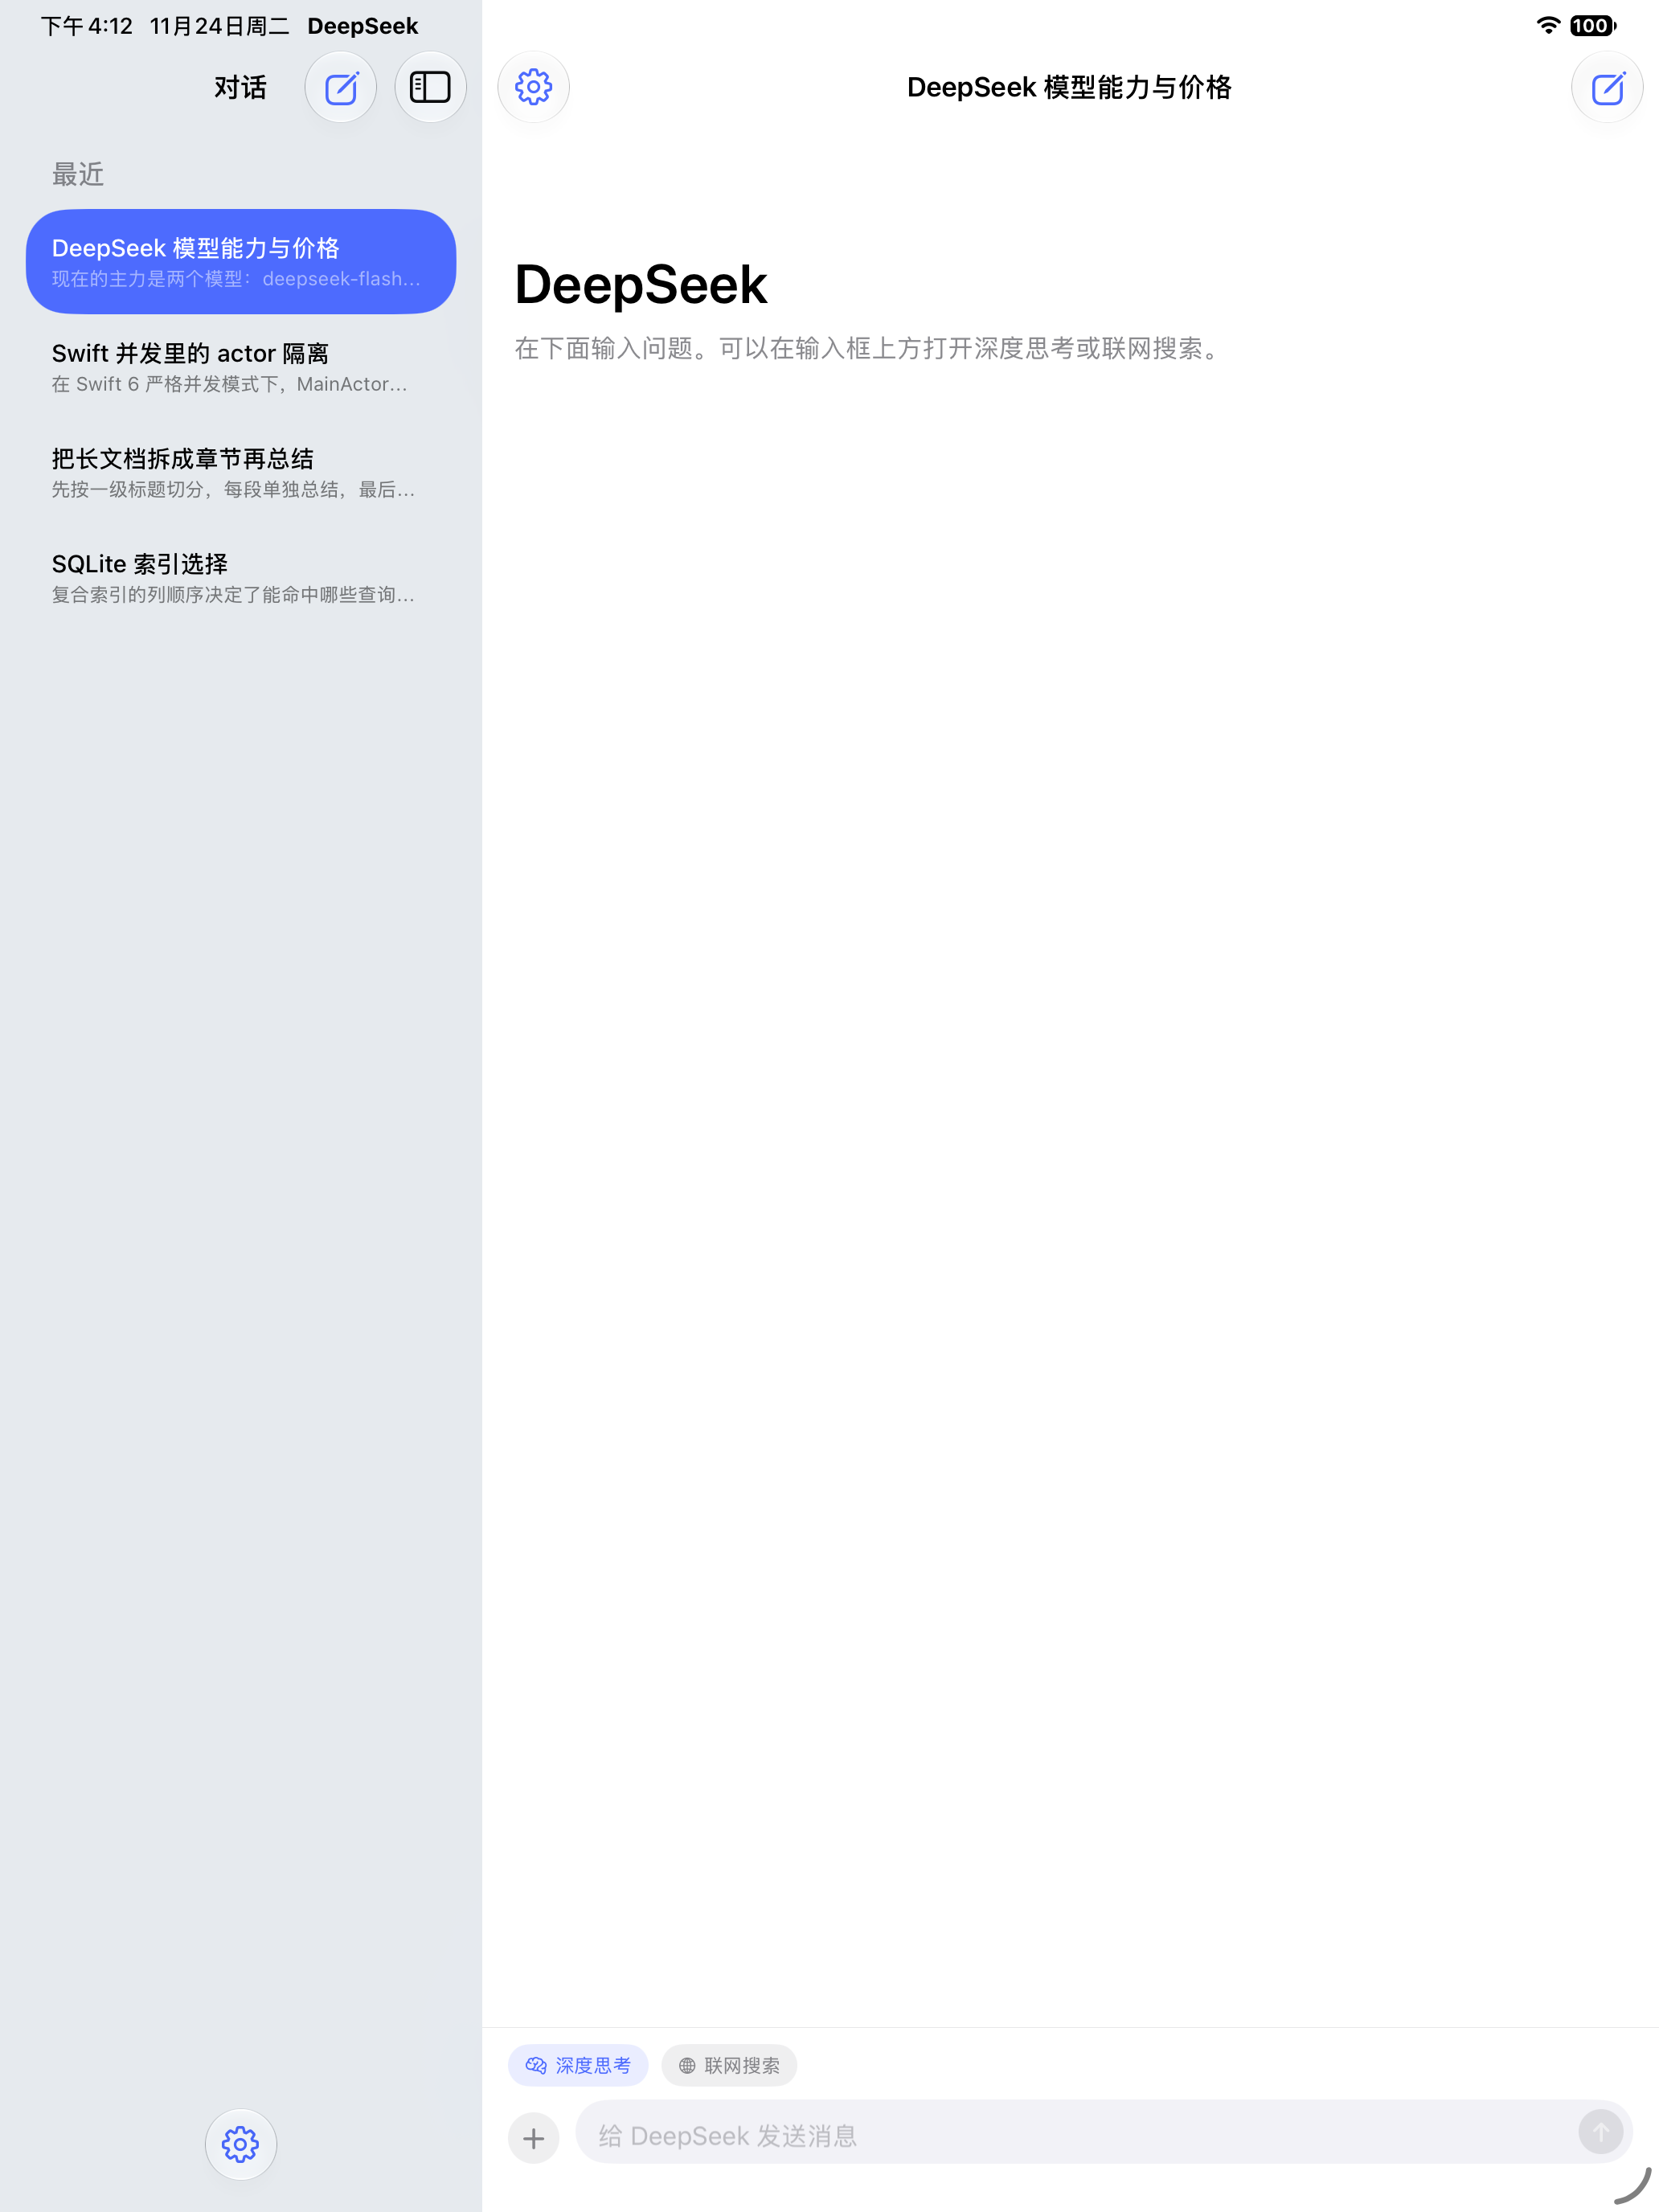 下午4:12 11月24日周二 DeepSeek
100
对话
DeepSeek 模型能力与价格
最近
DeepSeek 模型能力与价格
现在的主力是两个模型：deepseek-flash…
Swift 并发里的 actor 隔离
在 Swift 6 严格并发模式下，MainActor…
把长文档拆成章节再总结
先按一级标题切分，每段单独总结，最后…
SQLite 索引选择
复合索引的列顺序决定了能命中哪些查询…
DeepSeek
在下面输入问题。可以在输入框上方打开深度思考或联网搜索。
深度思考
联网搜索
给 DeepSeek 发送消息